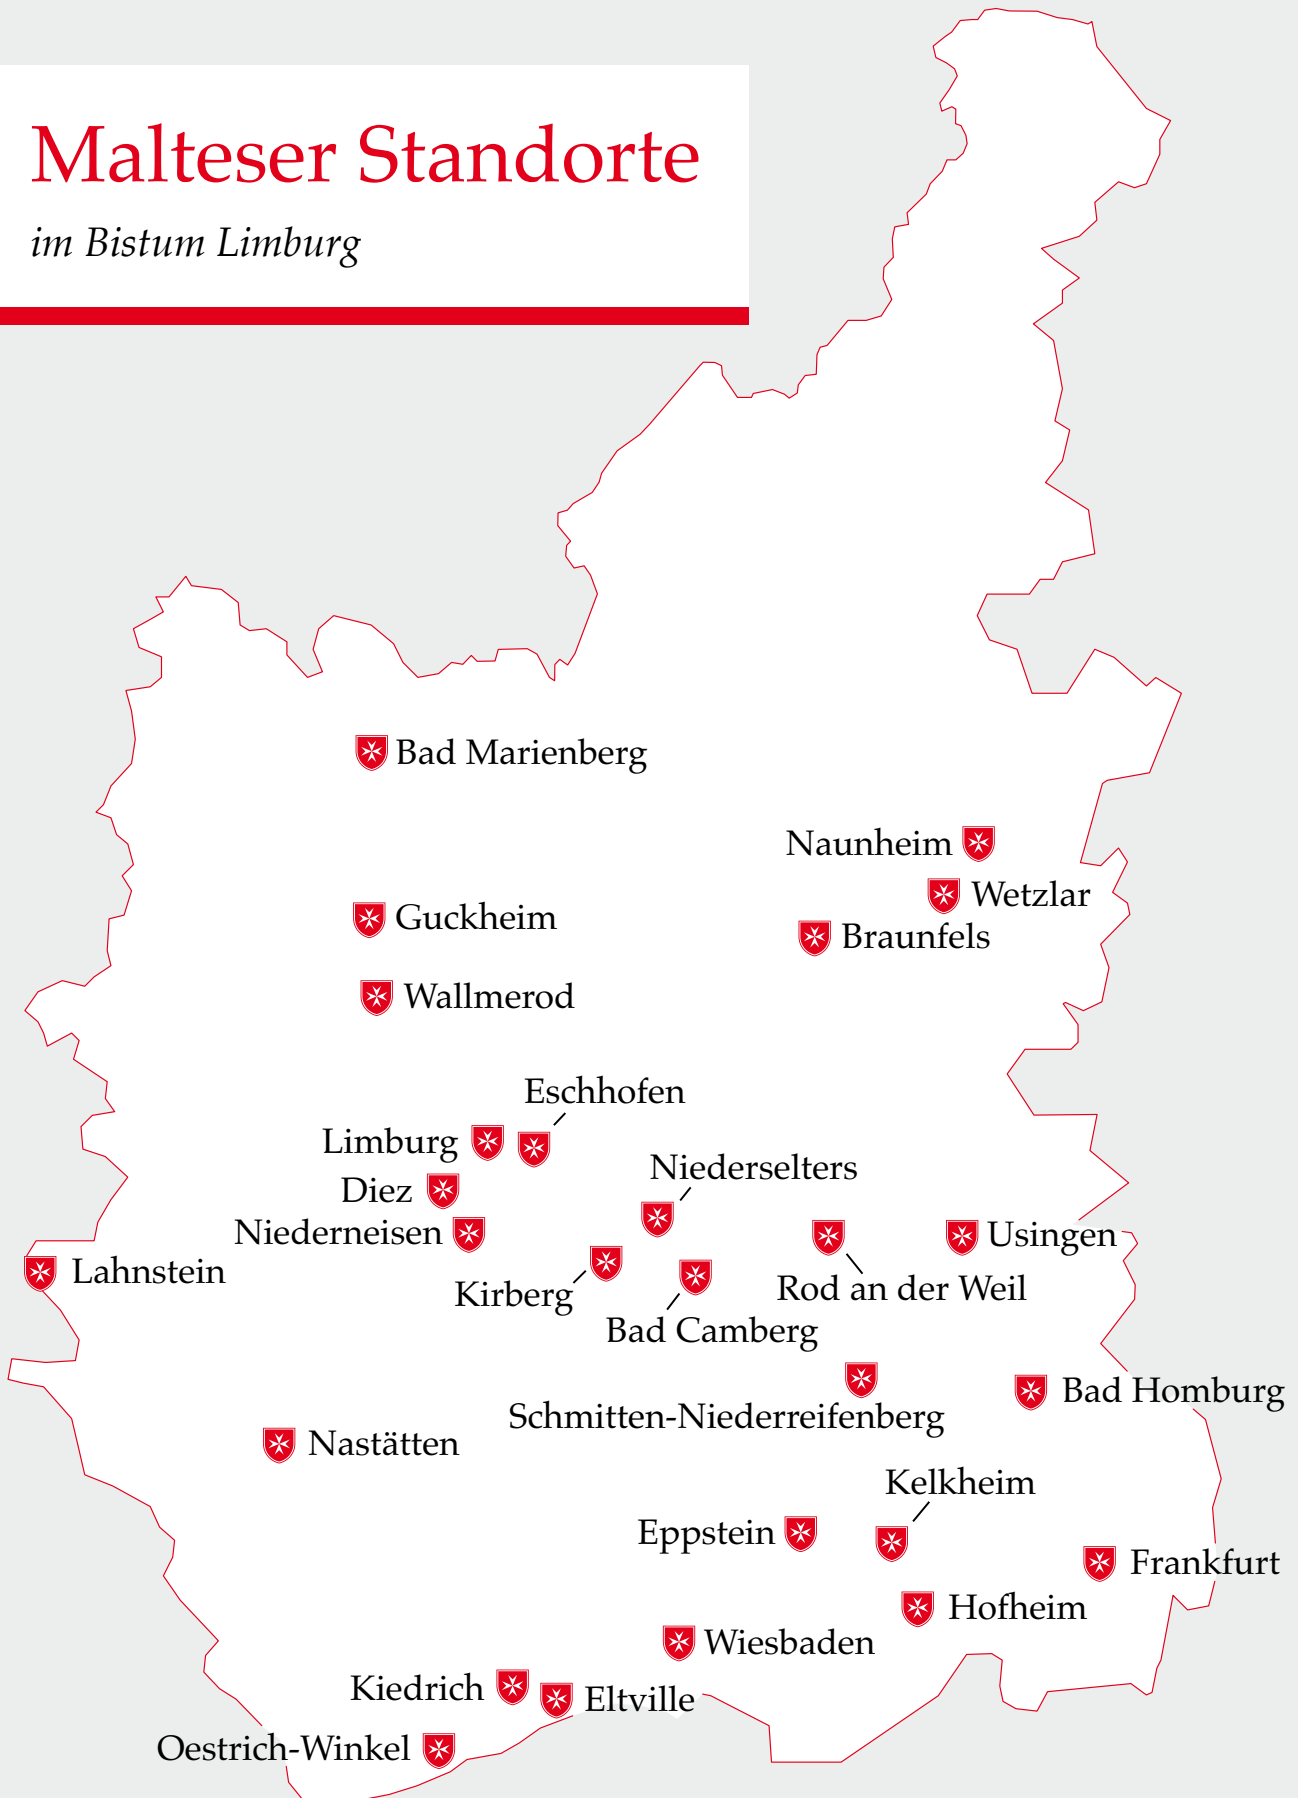 Malteser Standorte
im Bistum Limburg
Bad Marienberg
Naunheim
Wetzlar
Guckheim
Braunfels
Wallmerod
Eschhofen
Limburg
Niederselters
Diez
Niederneisen
Usingen
Lahnstein
Kirberg
Rod an der Weil
Bad Camberg
Bad Homburg
Schmitten-Niederreifenberg
Nastätten
Kelkheim
Eppstein
Frankfurt
Hofheim
Wiesbaden
Kiedrich
Eltville
Oestrich-Winkel